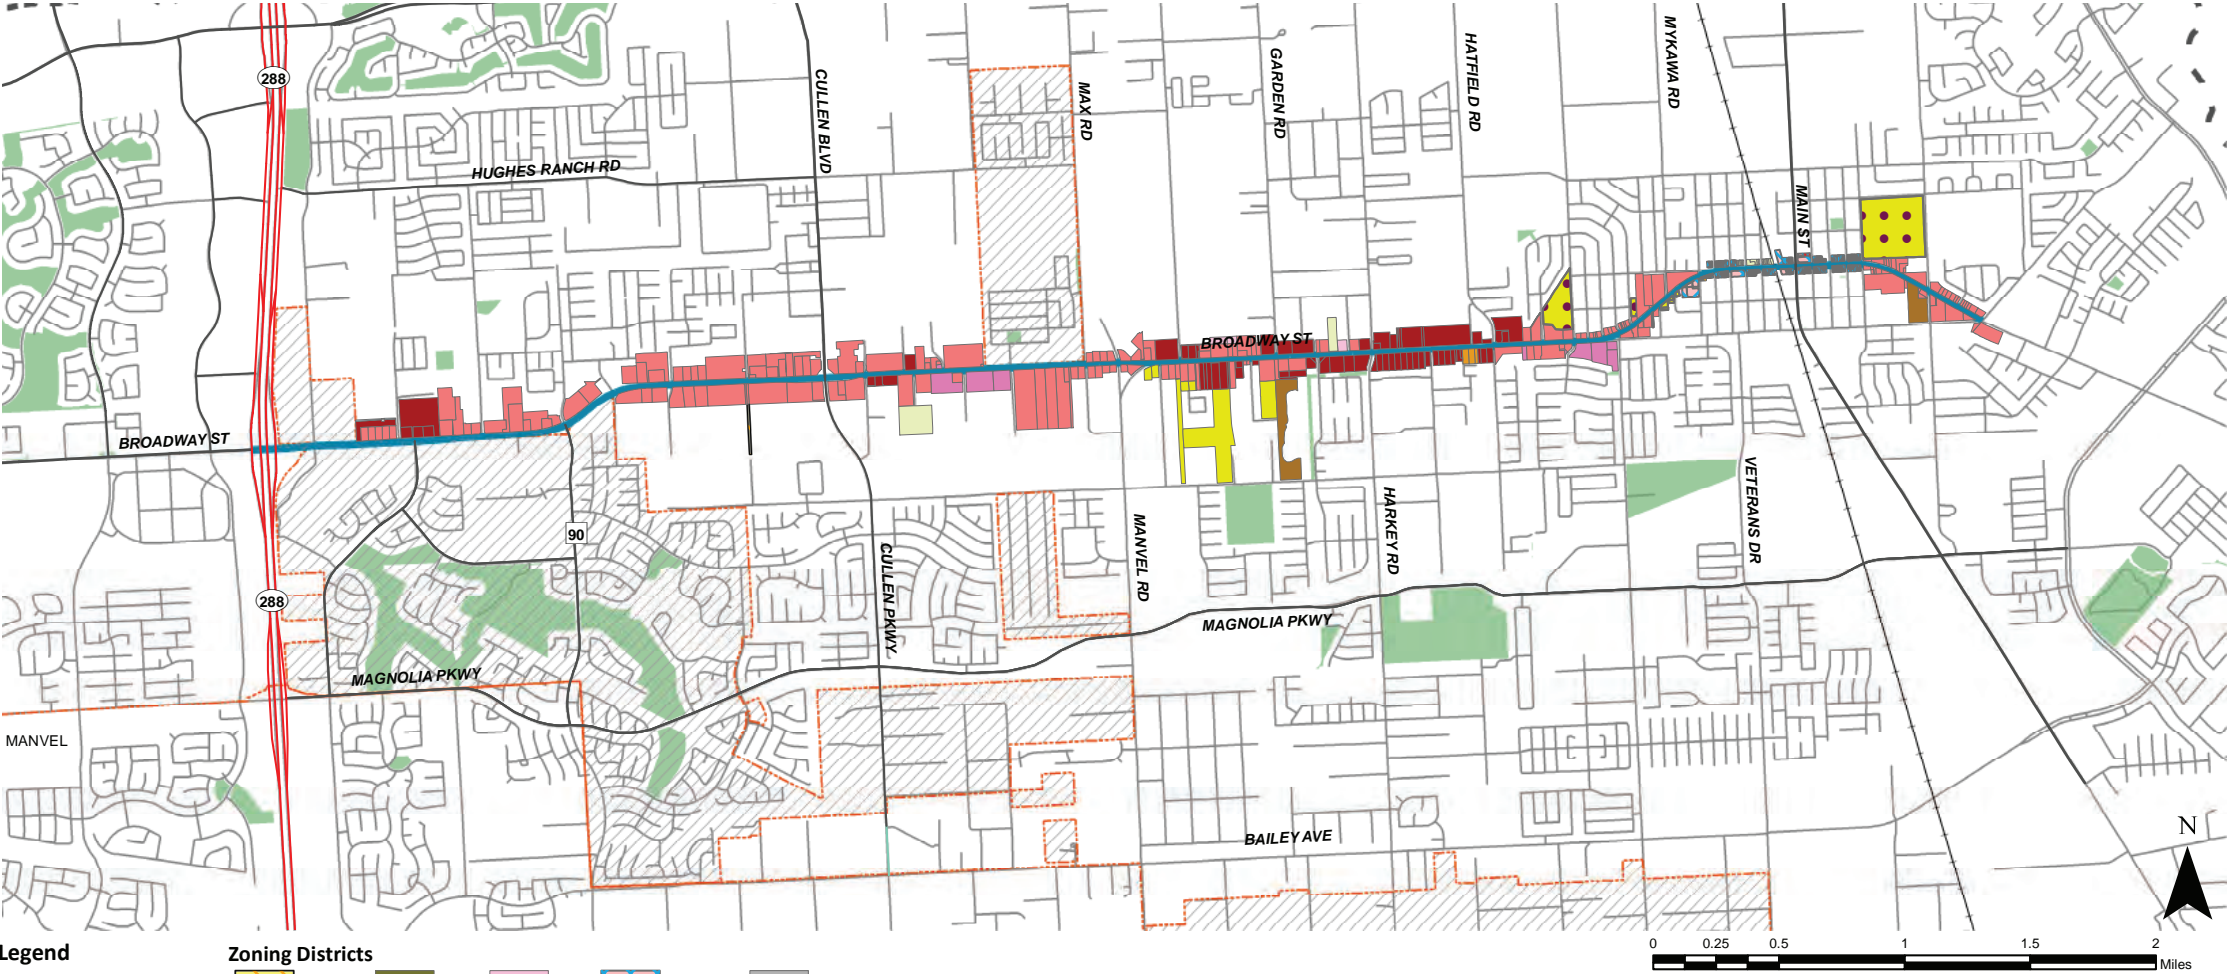 288
CULLEN BLVD
MAX RD
GARDEN RD
HATFIELD RD
MYKAWA RD
HUGHES RANCH RD
MAIN ST
BROADWAY ST
BROADWAY ST
90
288
CULLEN PKWY
MANVEL RD
HARKEY RD
VETERANS DR
MAGNOLIA PKWY
MAGNOLIA PKWY
MANVEL
BAILEY AVE
N
Legend
Zoning Districts
0 0.25 0.5 1 1.5 2
Miles